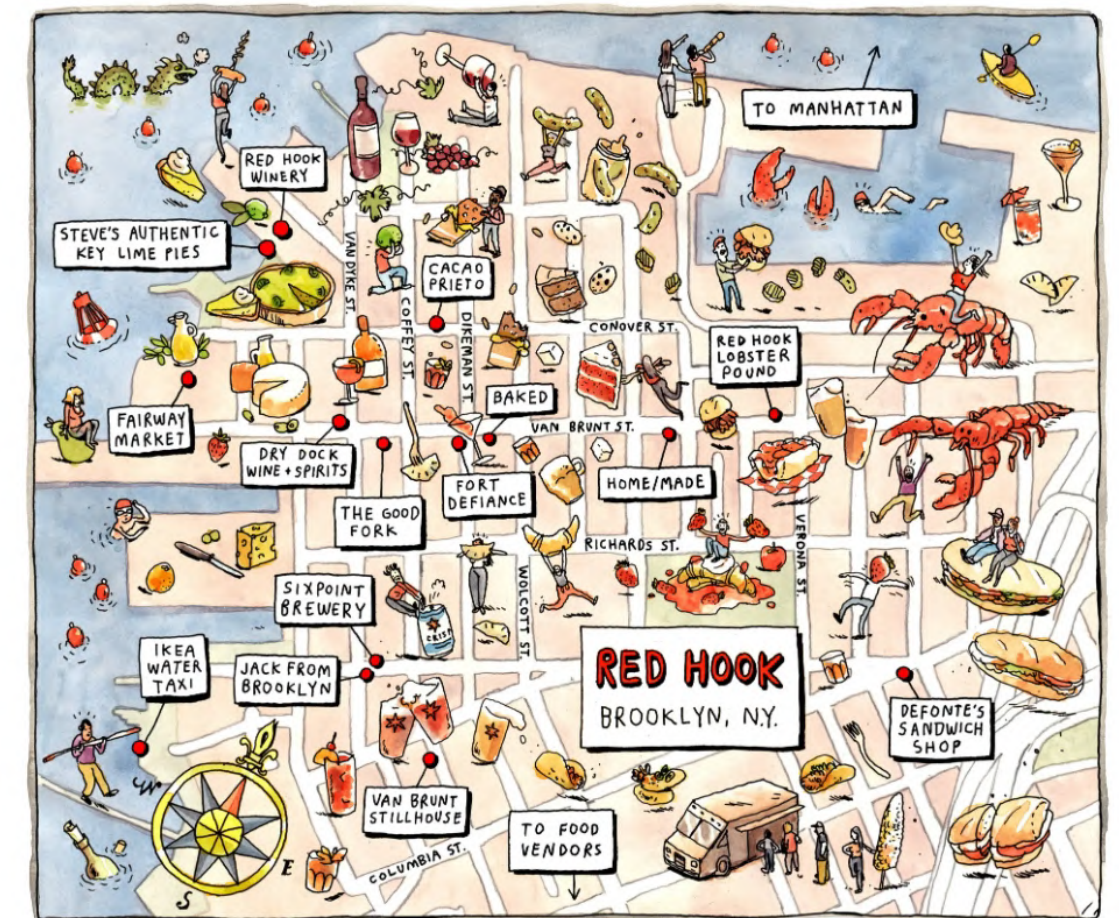 TO MANHATTAN
RED HOOK
WINERY
STEVE'S AUTHENTIC
KEY LIME PIES
VAN DYKE ST.
COFFEY ST.
CACAO
PRIETO
DIKEMAN ST.
CONOVER ST.
RED HOOK
LOBSTER
POUND
FAIRWAY
MARKET
BAKED
VAN BRUNT ST.
DRY DOCK
WINE + SPIRITS
FORT
DEFIANCE
HOME/MADE
THE GOOD
FORK
RICHARDS ST.
VERONA ST.
WOLCOTT ST.
SIXPOINT
BREWERY
CRISP
IKEA
WATER
TAXI
JACK FROM
BROOKLYN
RED HOOK
BROOKLYN, N.Y.
DEFONTE'S
SANDWICH
SHOP
VAN BRUNT
STILLHOUSE
TO FOOD
VENDORS
COLUMBIA ST.
W
E
S